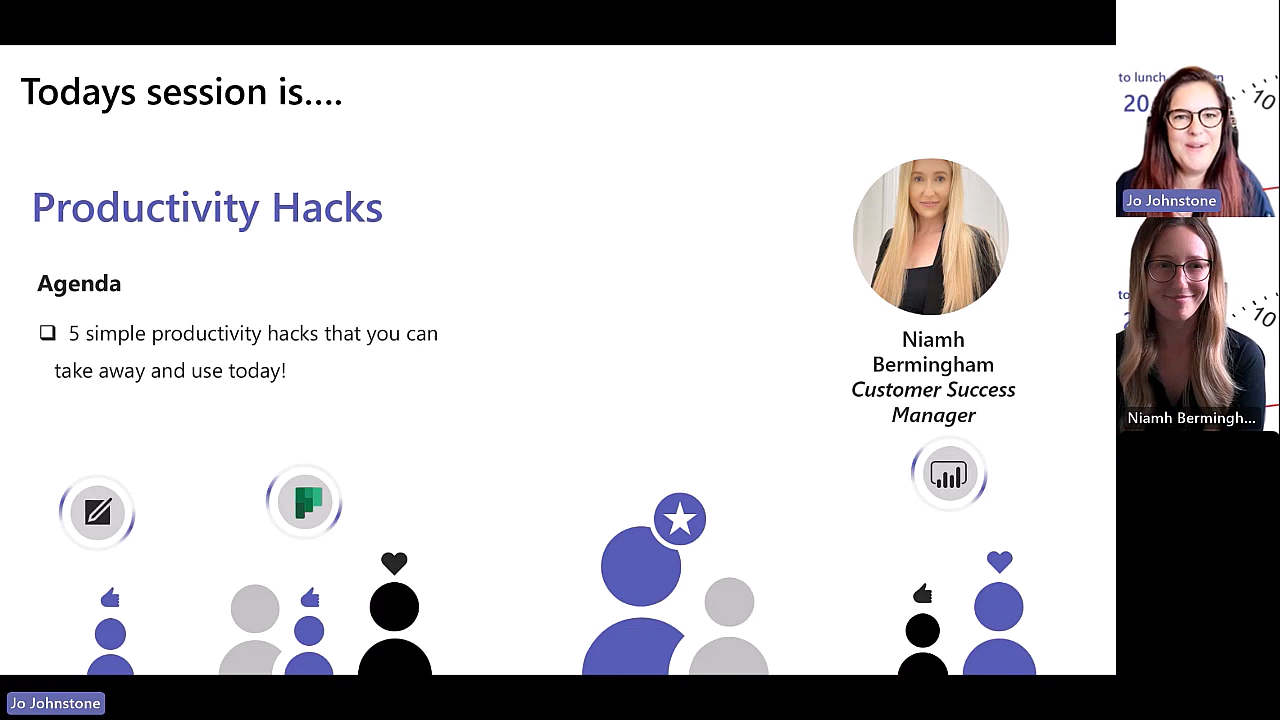 Todays session is....
Productivity Hacks
Agenda
5 simple productivity hacks that you can
take away and use today!
Niamh
Bermingham
Customer Success
Manager
to lunch
20
10
Jo Johnstone
to
10
Niamh Bermingh...
Jo Johnstone